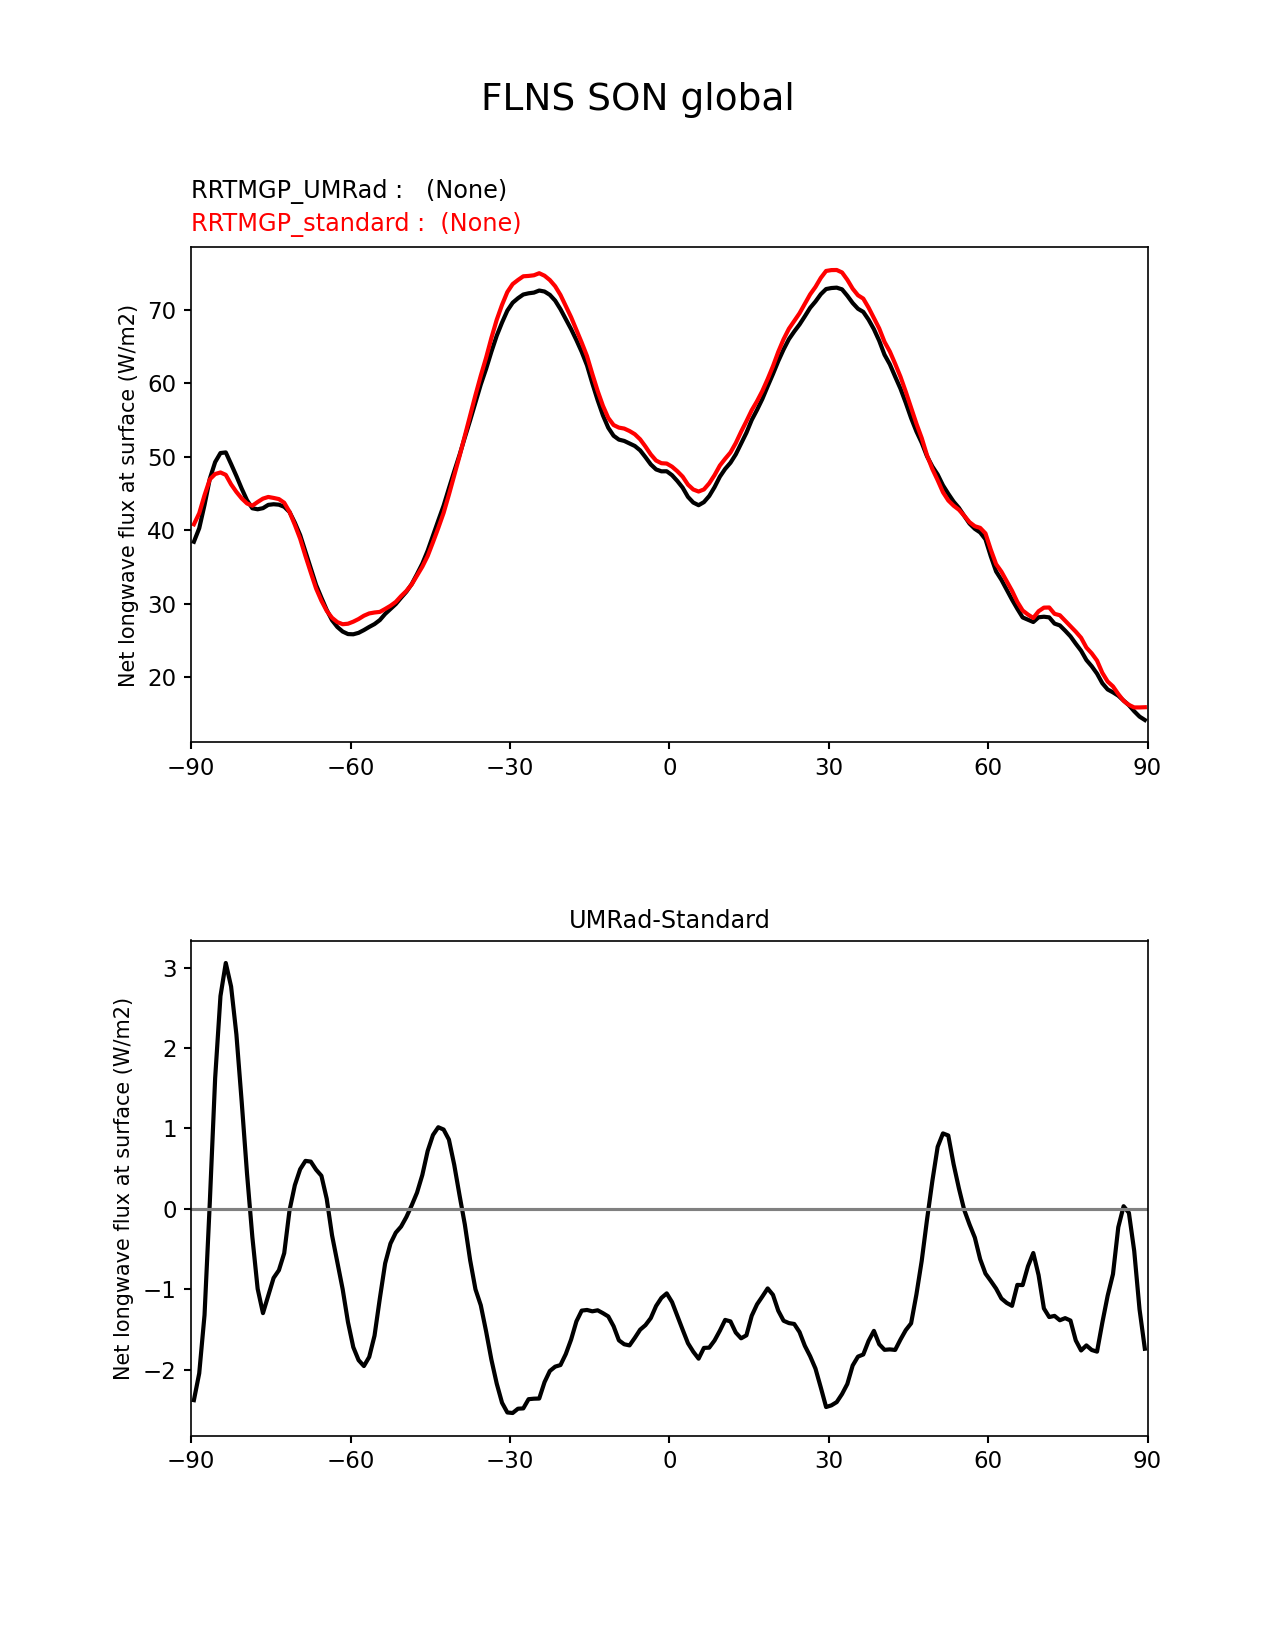 FLNS SON global
RRTMGP_UMRad :   (None)
RRTMGP_standard :  (None)
Net longwave flux at surface (W/m2)
70
60
50
40
30
20
−90 −60 −30 0 30 60 90
UMRad-Standard
Net longwave flux at surface (W/m2)
3
2
1
0
−1
−2
−90 −60 −30 0 30 60 90